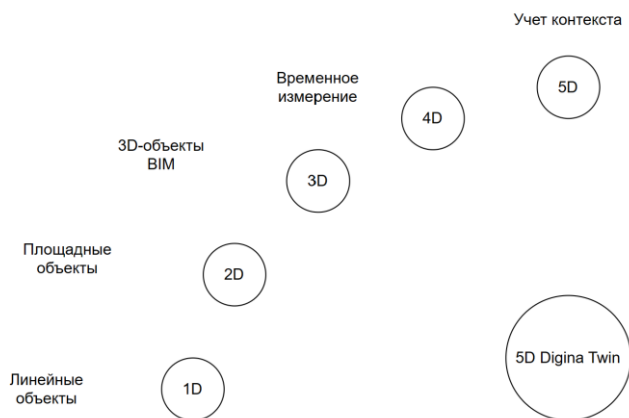 Учет контекста
5D
Временное
измерение
4D
3D-объекты
BIM
3D
Площадные
объекты
2D
5D Digina Twin
Линейные
объекты
1D